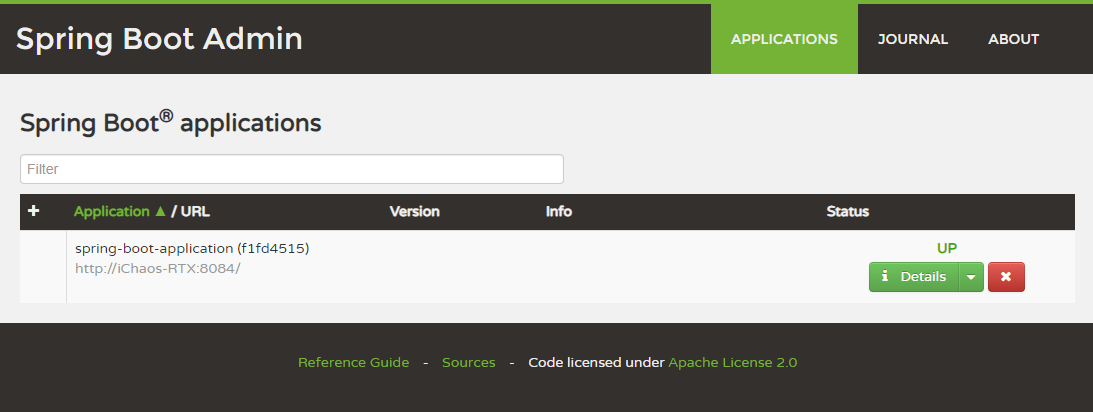 Spring Boot Admin
APPLICATIONS JOURNAL ABOUT
Spring Boot® applications
Filter
Application ▲ / URL Version Info Status
spring-boot-application (f1fd4515) UP
http://iChaos-RTX:8084/
Details
Reference Guide - Sources - Code licensed under Apache License 2.0